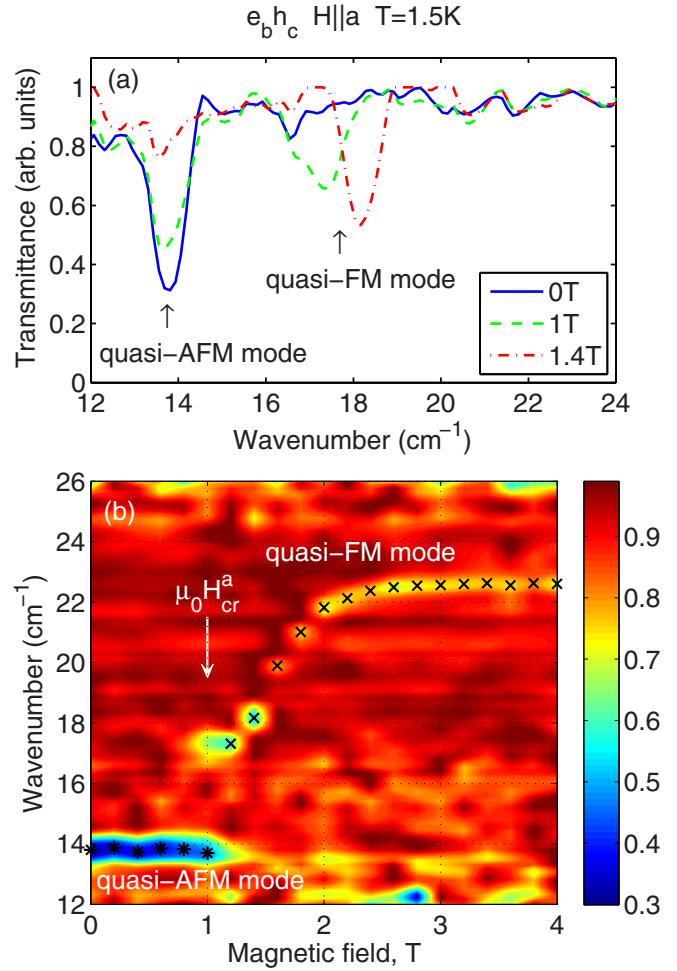 e_b h_c H||a T=1.5K
(a)
1
0.8
0.6
0.4
0.2
0
Transmittance (arb. units)
quasi−AFM mode
quasi−FM mode
0T
1T
1.4T
12 14 16 18 20 22 24
Wavenumber (cm⁻¹)
(b)
26
24
22
20
18
16
14
12
Wavenumber (cm⁻¹)
quasi−FM mode
μ₀H_cr^a
quasi−AFM mode
0 1 2 3 4
Magnetic field, T
0.9
0.8
0.7
0.6
0.5
0.4
0.3